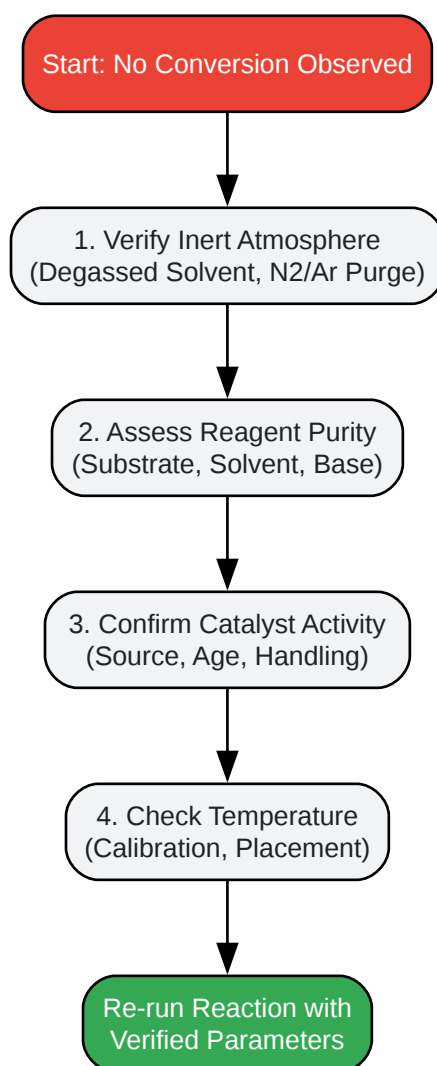 Start: No Conversion Observed
1. Verify Inert Atmosphere
(Degassed Solvent, N2/Ar Purge)
2. Assess Reagent Purity
(Substrate, Solvent, Base)
3. Confirm Catalyst Activity
(Source, Age, Handling)
4. Check Temperature
(Calibration, Placement)
Re-run Reaction with
Verified Parameters